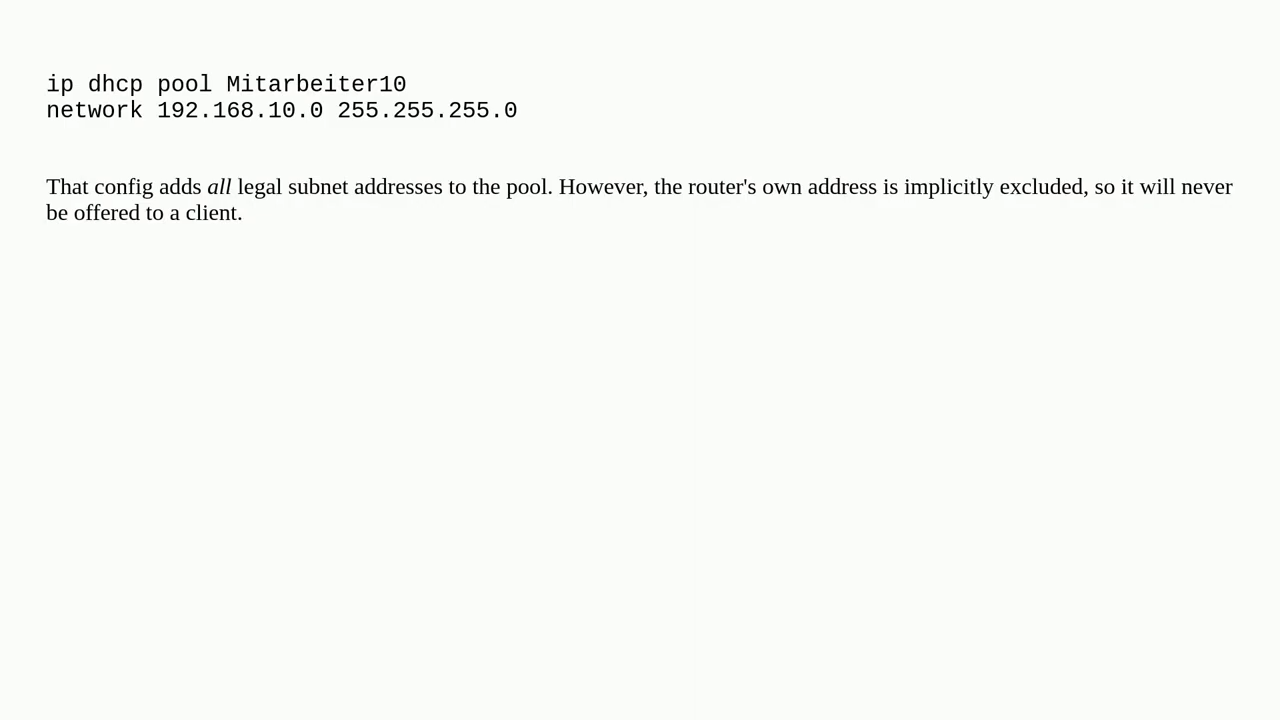 ip dhcp pool Mitarbeiter10
network 192.168.10.0 255.255.255.0
That config adds all legal subnet addresses to the pool. However, the router's own address is implicitly excluded, so it will never
be offered to a client.